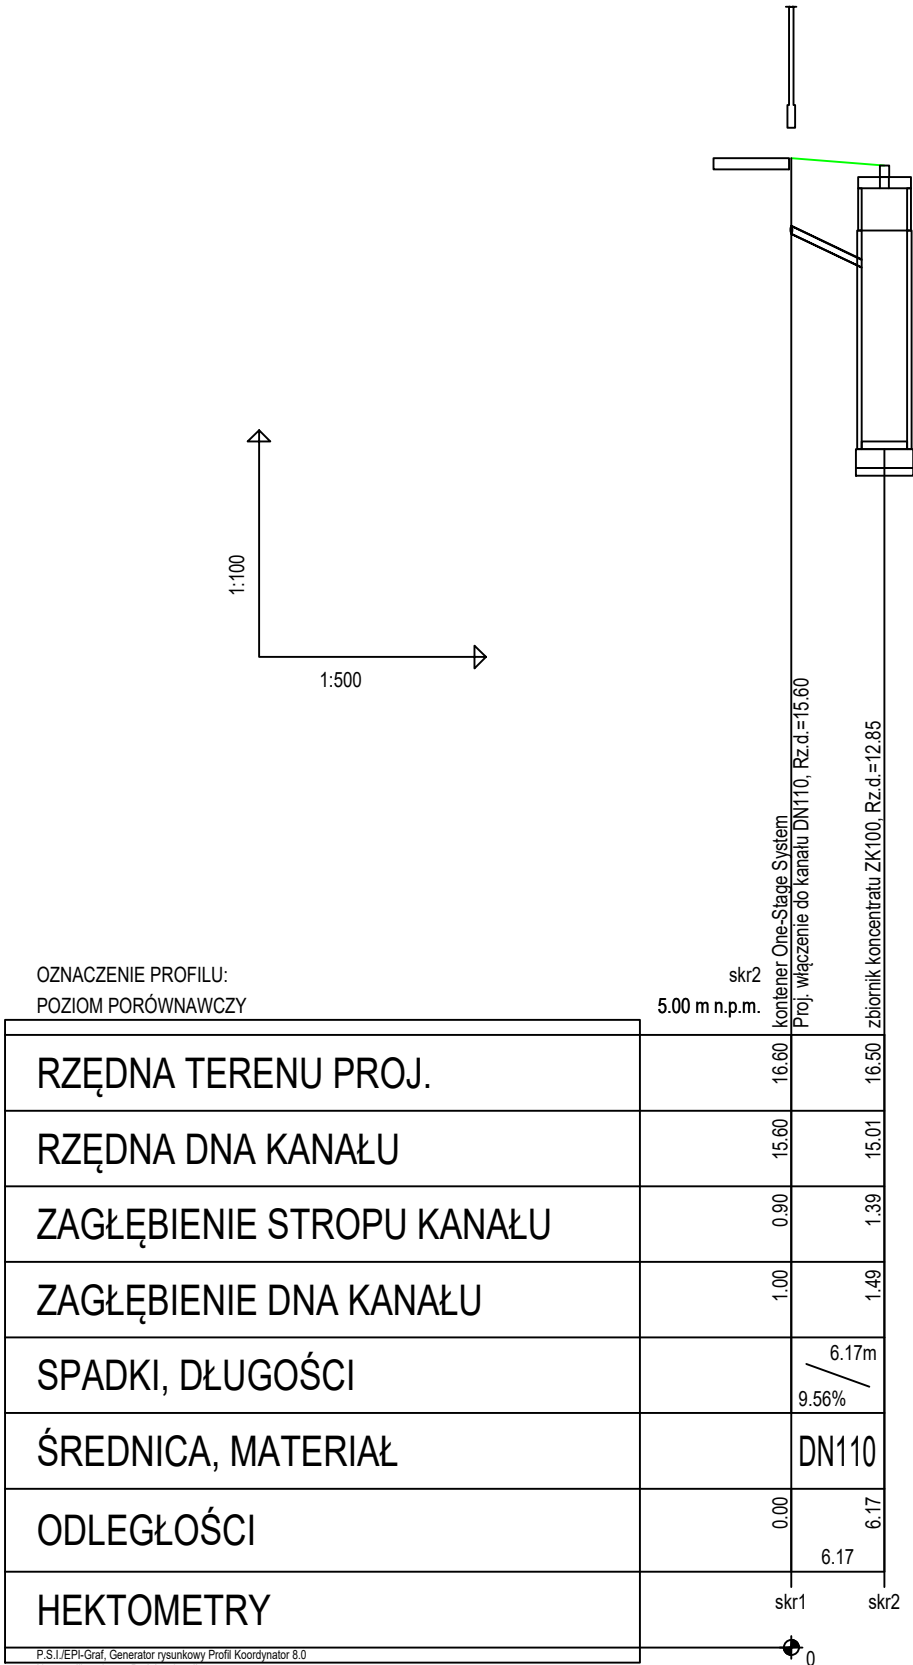 1:100
1:500
kontener One-Stage System
Proj. włączenie do kanału DN110, Rz.d.=15.60
zbiornik koncentratu ZK100, Rz.d.=12.85
OZNACZENIE PROFILU: skr2
POZIOM PORÓWNAWCZY 5.00 m n.p.m.
RZĘDNA TERENU PROJ. 16.60 16.50
RZĘDNA DNA KANAŁU 15.60 15.01
ZAGŁĘBIENIE STROPU KANAŁU 0.90 1.39
ZAGŁĘBIENIE DNA KANAŁU 1.00 1.49
SPADKI, DŁUGOŚCI 6.17m
9.56%
ŚREDNICA, MATERIAŁ DN110
ODLEGŁOŚCI 0.00 6.17
6.17
HEKTOMETRY skr1 skr2
P.S.I./EPI-Graf, Generator rysunkowy Profil Koordynator 8.0 0